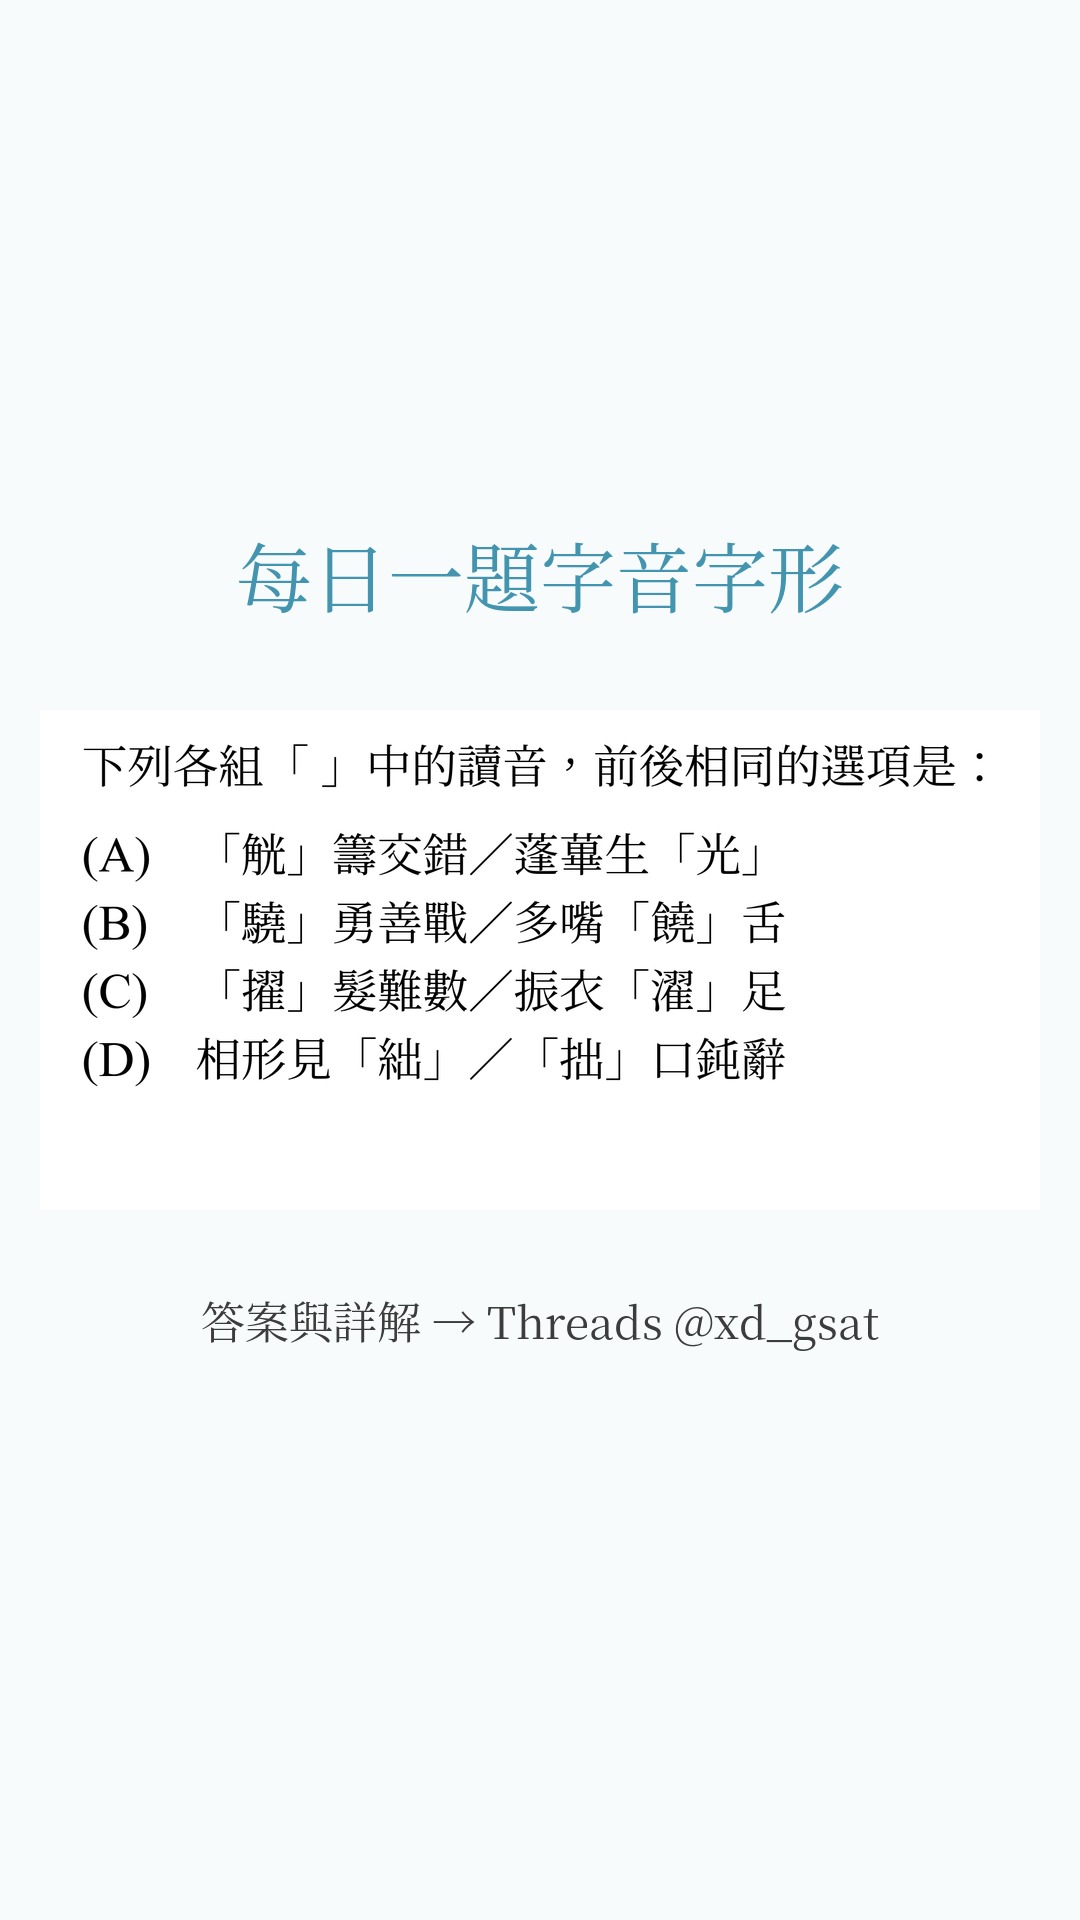 每日一題字音字形
下列各組「 」中的讀音，前後相同的選項是：
(A) 「觥」籌交錯／蓬蓽生「光」
(B) 「驍」勇善戰／多嘴「饒」舌
(C) 「擢」髮難數／振衣「濯」足
(D) 相形見「絀」／「拙」口鈍辭
答案與詳解 → Threads @xd_gsat